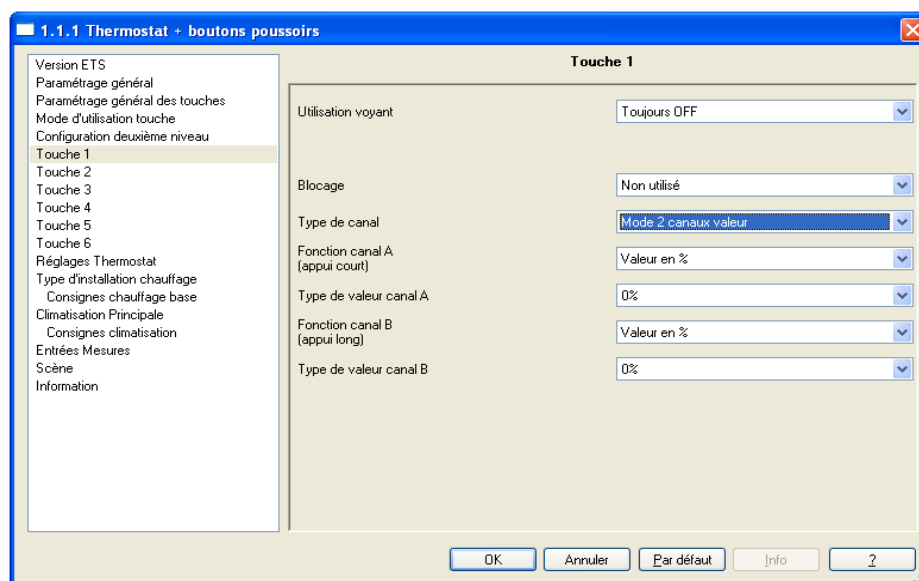 1.1.1 Thermostat + boutons poussoirs
Version ETS
Paramétrage général
Paramétrage général des touches
Mode d'utilisation touche
Configuration deuxième niveau
Touche 1
Touche 2
Touche 3
Touche 4
Touche 5
Touche 6
Réglages Thermostat
Type d'installation chauffage
Consignes chauffage base
Climatisation Principale
Consignes climatisation
Entrées Mesures
Scène
Information
Touche 1
Utilisation voyant
Toujours OFF
Blocage
Non utilisé
Type de canal
Mode 2 canaux valeur
Fonction canal A
(appui court)
Valeur en %
Type de valeur canal A
0%
Fonction canal B
(appui long)
Valeur en %
Type de valeur canal B
0%
OK
Annuler
Par défaut
Info
?